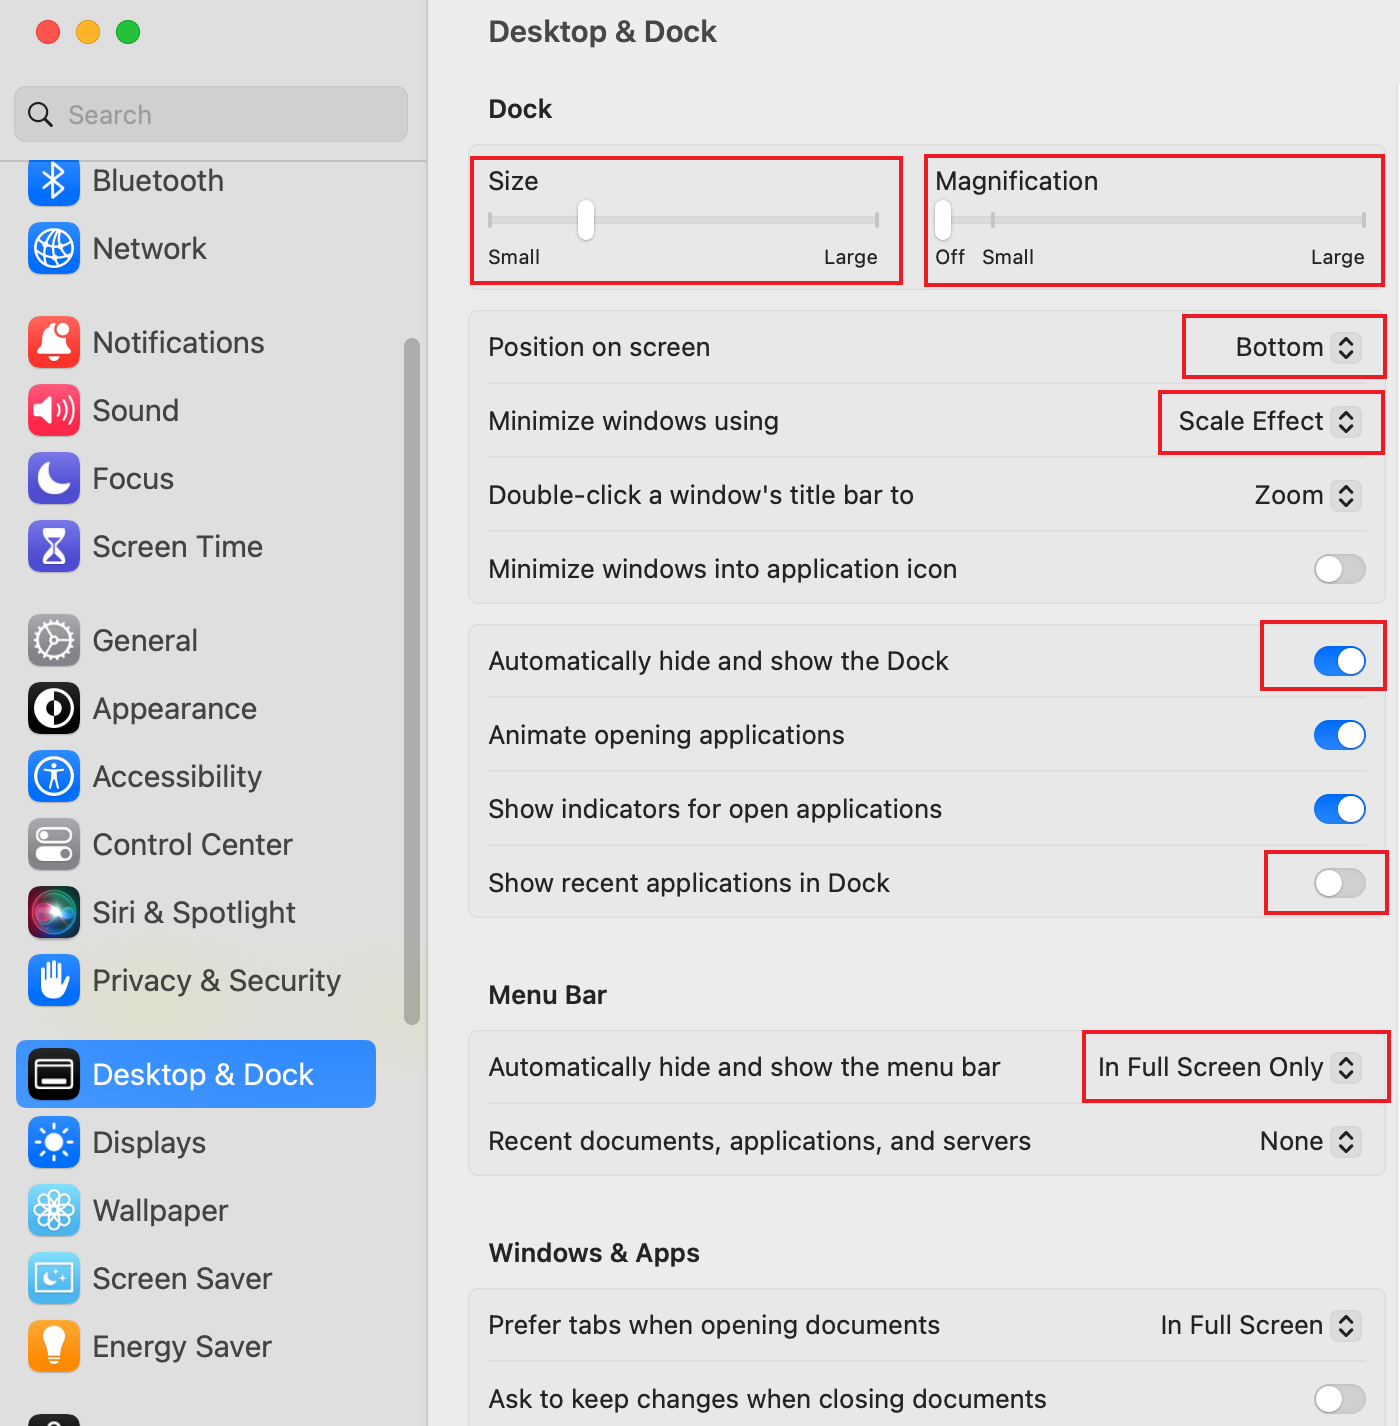 Search
Bluetooth
Network
Notifications
Sound
Focus
Screen Time
General
Appearance
Accessibility
Control Center
Siri & Spotlight
Privacy & Security
Desktop & Dock
Displays
Wallpaper
Screen Saver
Energy Saver
Desktop & Dock
Dock
Size
Small Large
Magnification
Off Small Large
Position on screen Bottom
Minimize windows using Scale Effect
Double-click a window's title bar to Zoom
Minimize windows into application icon
Automatically hide and show the Dock
Animate opening applications
Show indicators for open applications
Show recent applications in Dock
Menu Bar
Automatically hide and show the menu bar In Full Screen Only
Recent documents, applications, and servers None
Windows & Apps
Prefer tabs when opening documents In Full Screen
Ask to keep changes when closing documents